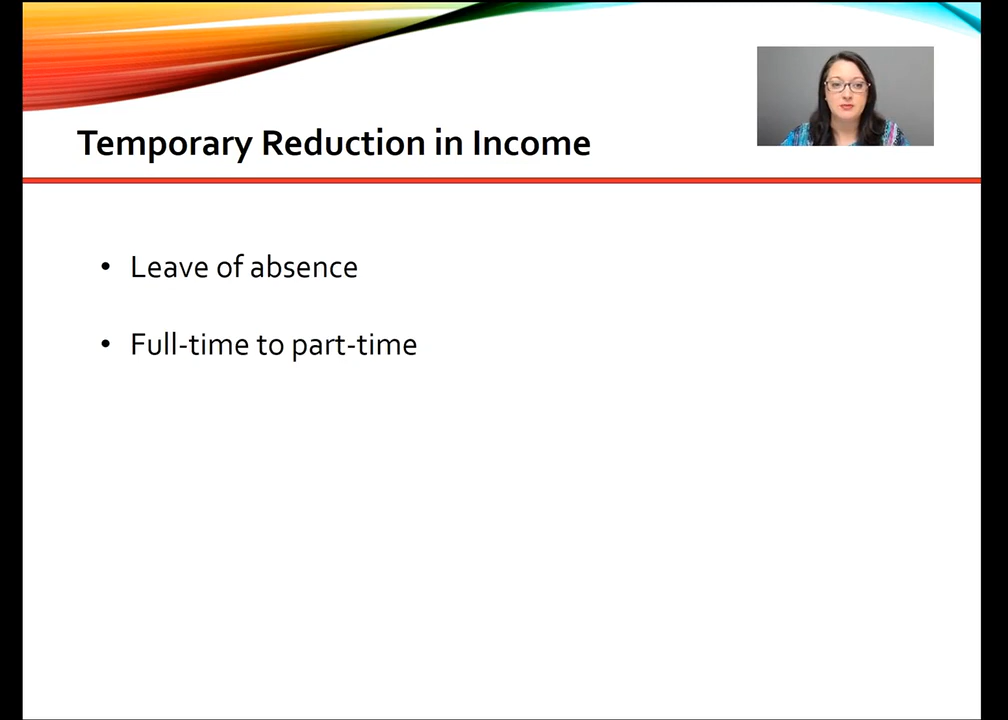 Temporary Reduction in Income
• Leave of absence
• Full-time to part-time